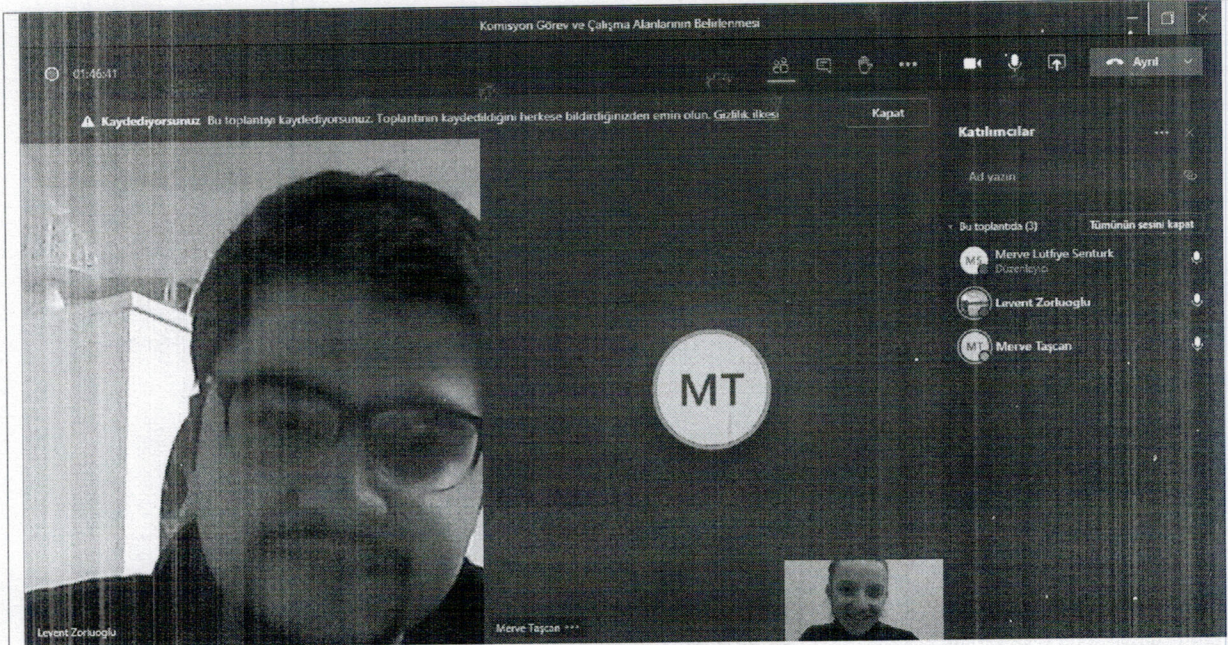 Komisyon Görev ve Çalışma Alanlarının Belirlenmesi
01:46:41
Ayrıl
Kaydediyorsunuz Bu toplantıyı kaydediyorsunuz. Toplantının kaydedildiğini herkese bildirdiğinizden emin olun. Gizlilik ilkesi
Kapat
Katılımcılar
Ad yazın
Bu toplantıda (3) Tümünün sesini kapat
MS
Merve Lutfiye Senturk
Düzenleyici
Levent Zorluoglu
MT
Merve Taşcan
MT
Levent Zorluoglu
Merve Taşcan